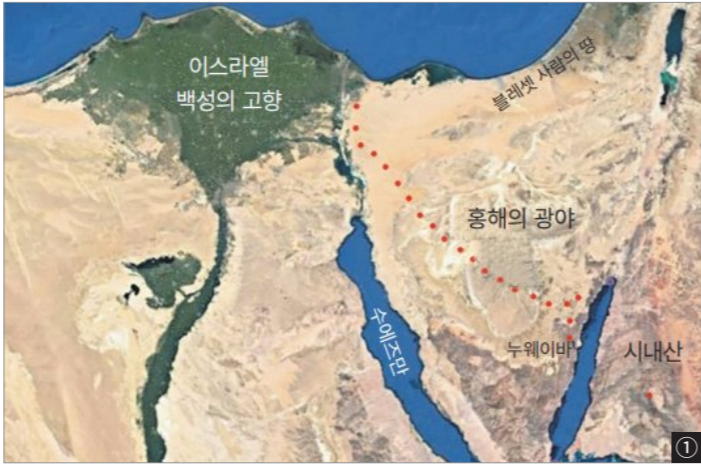 이스라엘
백성의 고향
블레셋 사람의 땅
홍해의 광야
수에즈만
누웨이바
시내산
①